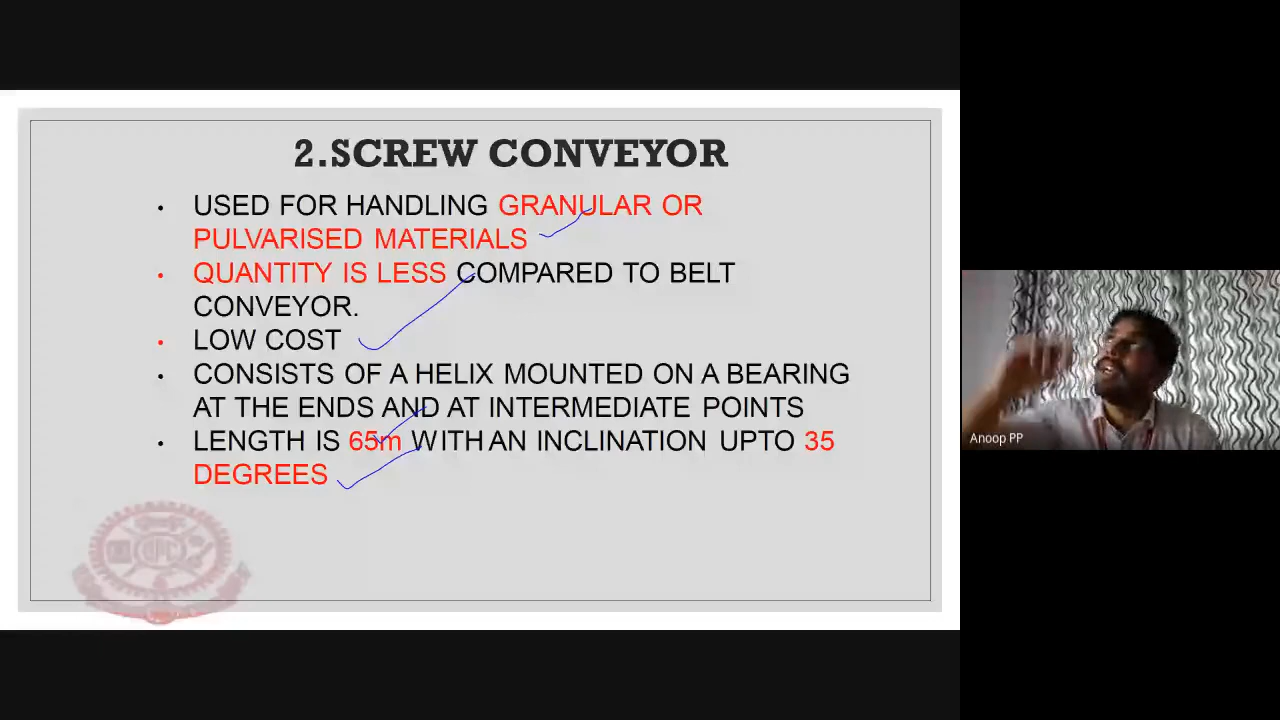 2.SCREW CONVEYOR
• USED FOR HANDLING GRANULAR OR
PULVARISED MATERIALS
• QUANTITY IS LESS COMPARED TO BELT
CONVEYOR.
• LOW COST
• CONSISTS OF A HELIX MOUNTED ON A BEARING
AT THE ENDS AND AT INTERMEDIATE POINTS
• LENGTH IS 65m WITH AN INCLINATION UPTO 35
DEGREES
Anoop PP